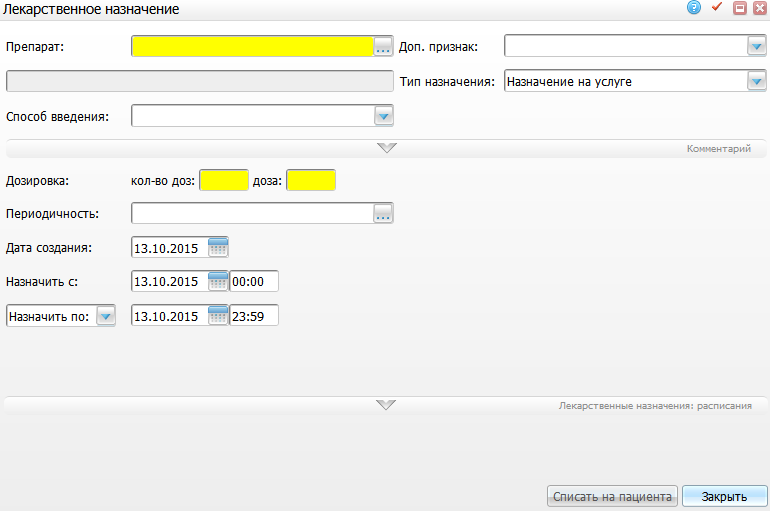 Лекарственное назначение
Препарат: Доп. признак:
Тип назначения: Назначение на услуге
Способ введения:
Комментарий
Дозировка: кол-во доз: доза:
Периодичность:
Дата создания: 13.10.2015
Назначить с: 13.10.2015 00:00
Назначить по: 13.10.2015 23:59
Лекарственные назначения: расписания
Списать на пациента Закрыть